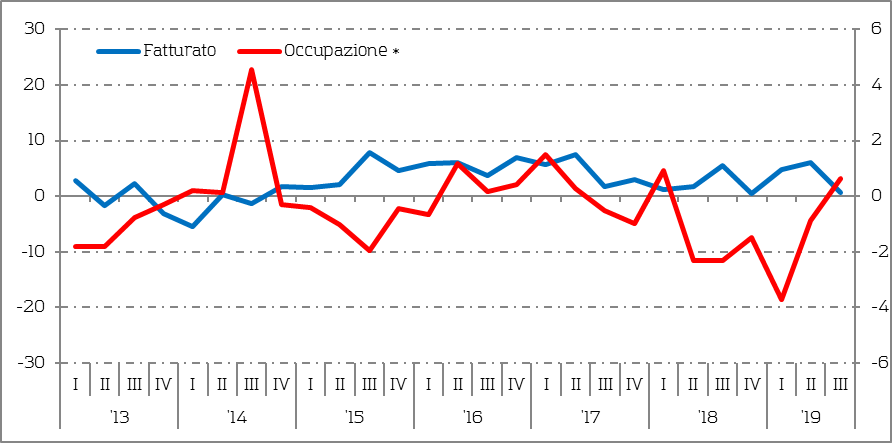 30 6
Fatturato Occupazione *
20 4
10 2
0 0
-10 -2
-20 -4
-30 -6
I II III IV I II III IV I II III IV I II III IV I II III IV I II III IV I II III
'13 '14 '15 '16 '17 '18 '19